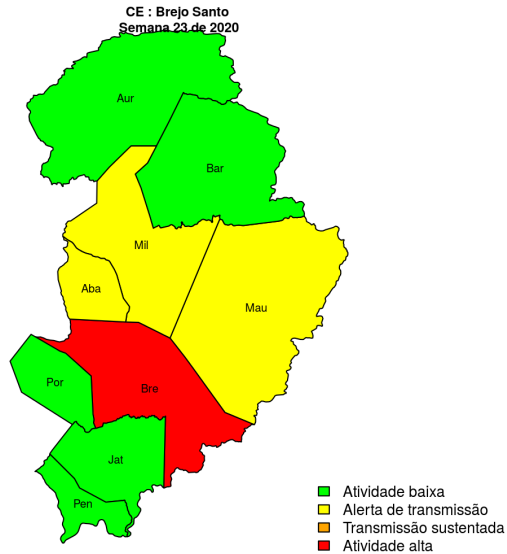 CE : Brejo Santo
Semana 23 de 2020
Aur
Bar
Mil
Aba
Mau
Por
Bre
Jat
Pen
Atividade baixa
Alerta de transmissão
Transmissão sustentada
Atividade alta